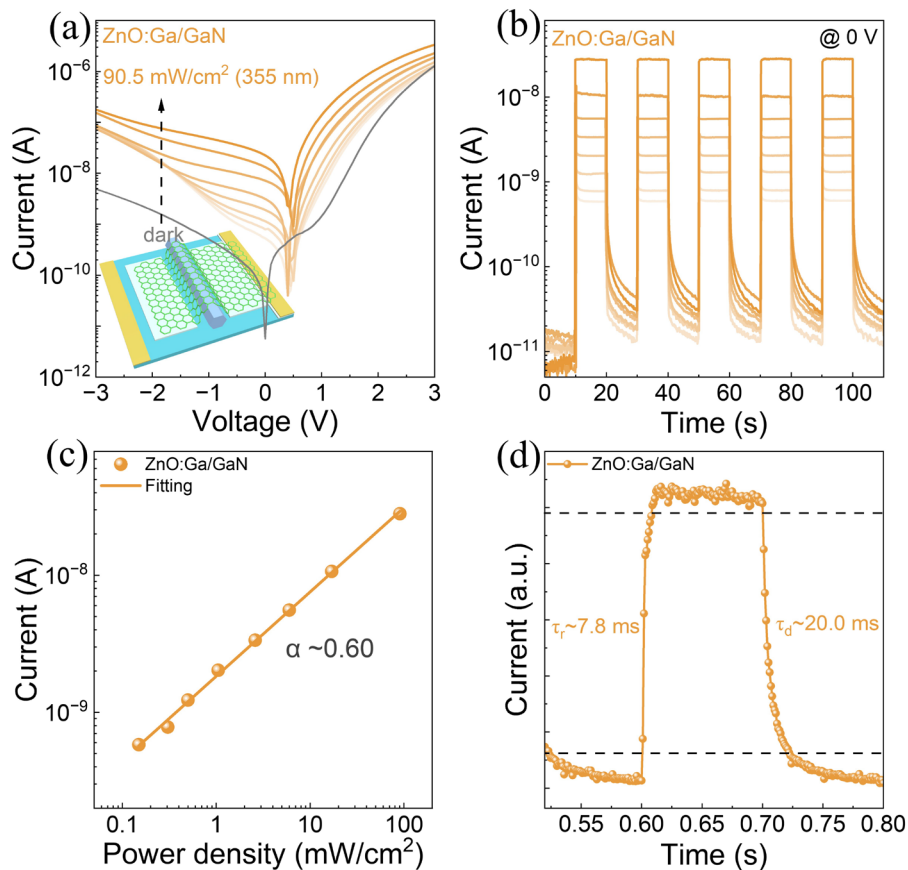 (a)
ZnO:Ga/GaN
90.5 mW/cm² (355 nm)
dark
Current (A)
10⁻⁶
10⁻⁸
10⁻¹⁰
10⁻¹²
−3 −2 −1 0 1 2 3
Voltage (V)
(b)
ZnO:Ga/GaN
@ 0 V
Current (A)
10⁻⁸
10⁻⁹
10⁻¹⁰
10⁻¹¹
0 20 40 60 80 100
Time (s)
(c)
ZnO:Ga/GaN
Fitting
α ~0.60
Current (A)
10⁻⁸
10⁻⁹
0.1 1 10 100
Power density (mW/cm²)
(d)
ZnO:Ga/GaN
τr~7.8 ms
τd~20.0 ms
Current (a.u.)
0.55 0.60 0.65 0.70 0.75 0.80
Time (s)